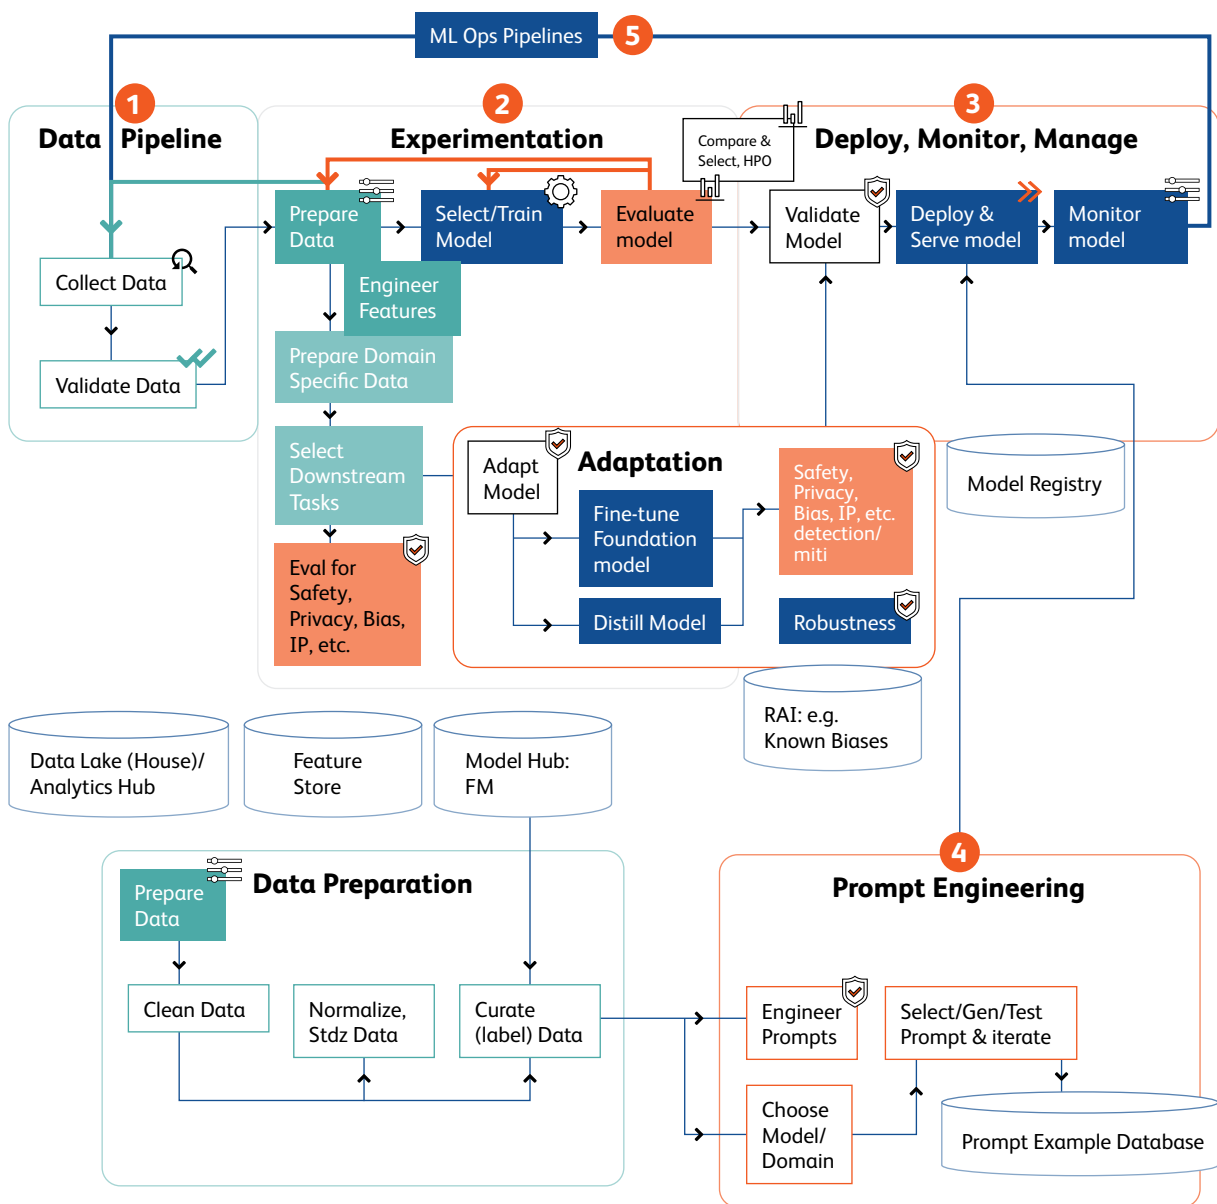 ML Ops Pipelines
5
1
Data Pipeline
2
Experimentation
3
Deploy, Monitor, Manage
Compare &
Select, HPO
Collect Data
Validate Data
Prepare
Data
Select/Train
Model
Evaluate
model
Validate
Model
Deploy &
Serve model
Monitor
model
Engineer
Features
Prepare Domain
Specific Data
Select
Downstream
Tasks
Eval for
Safety,
Privacy, Bias,
IP, etc.
Adaptation
Adapt
Model
Fine-tune
Foundation
model
Distill Model
Safety,
Privacy,
Bias, IP, etc.
detection/
miti
Robustness
Model Registry
RAI: e.g.
Known Biases
Data Lake (House)/
Analytics Hub
Feature
Store
Model Hub:
FM
Data Preparation
Prepare
Data
Clean Data
Normalize,
Stdz Data
Curate
(label) Data
4
Prompt Engineering
Engineer
Prompts
Select/Gen/Test
Prompt & iterate
Choose
Model/
Domain
Prompt Example Database